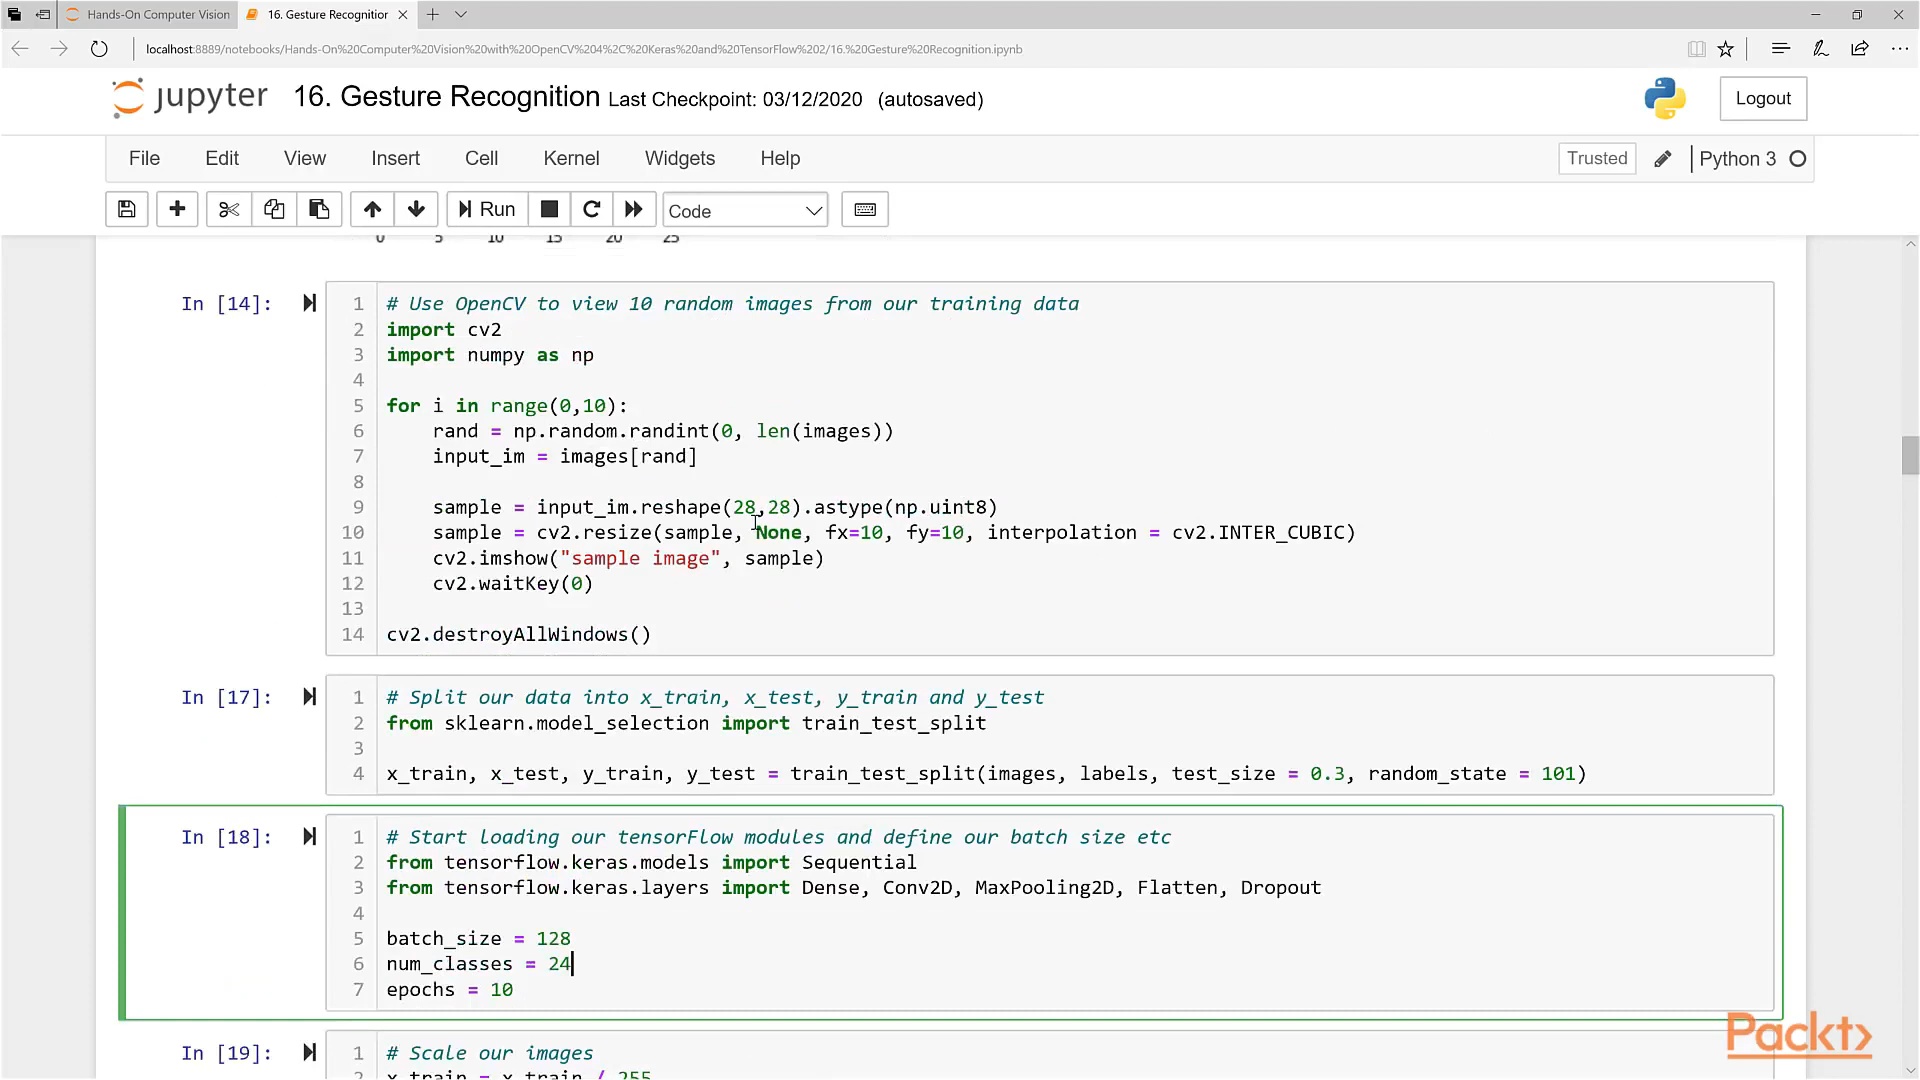 Hands-On Computer Vision
16. Gesture Recognition
localhost:8889/notebooks/Hands-On%20Computer%20Vision%20with%20OpenCV%204%2C%20Keras%20and%20TensorFlow%202/16.%20Gesture%20Recognition.ipynb
jupyter 16. Gesture Recognition Last Checkpoint: 03/12/2020 (autosaved)
Logout
File Edit View Insert Cell Kernel Widgets Help
Trusted Python 3
Run Code
0 5 10 15 20 25
In [14]:
1 # Use OpenCV to view 10 random images from our training data
2 import cv2
3 import numpy as np
4
5 for i in range(0,10):
6 rand = np.random.randint(0, len(images))
7 input_im = images[rand]
8
9 sample = input_im.reshape(28,28).astype(np.uint8)
10 sample = cv2.resize(sample, None, fx=10, fy=10, interpolation = cv2.INTER_CUBIC)
11 cv2.imshow("sample image", sample)
12 cv2.waitKey(0)
13
14 cv2.destroyAllWindows()
In [17]:
1 # Split our data into x_train, x_test, y_train and y_test
2 from sklearn.model_selection import train_test_split
3
4 x_train, x_test, y_train, y_test = train_test_split(images, labels, test_size = 0.3, random_state = 101)
In [18]:
1 # Start loading our tensorFlow modules and define our batch size etc
2 from tensorflow.keras.models import Sequential
3 from tensorflow.keras.layers import Dense, Conv2D, MaxPooling2D, Flatten, Dropout
4
5 batch_size = 128
6 num_classes = 24
7 epochs = 10
In [19]:
1 # Scale our images
2 x_train = x_train / 255
Packt>